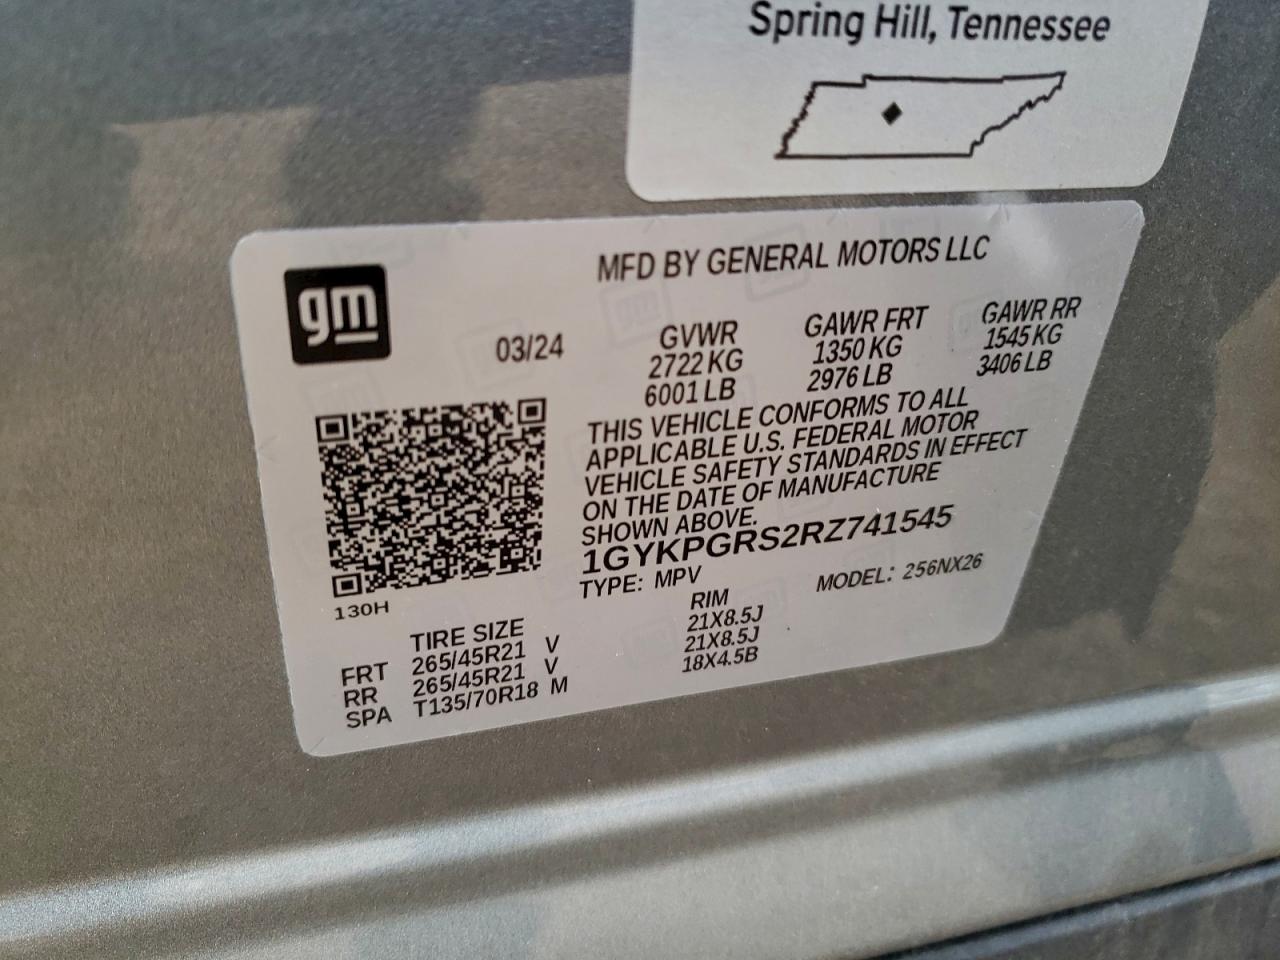 Spring Hill, Tennessee
gm
MFD BY GENERAL MOTORS LLC
03/24
GVWR GAWR FRT GAWR RR
2722 KG 1350 KG 1545 KG
6001 LB 2976 LB 3406 LB
THIS VEHICLE CONFORMS TO ALL
APPLICABLE U.S. FEDERAL MOTOR
VEHICLE SAFETY STANDARDS IN EFFECT
ON THE DATE OF MANUFACTURE
SHOWN ABOVE.
1GYKPGRS2RZ741545
TYPE: MPV MODEL: 256NX26
130H
TIRE SIZE RIM
FRT 265/45R21 V 21X8.5J
RR 265/45R21 V 21X8.5J
SPA T135/70R18 M 18X4.5B